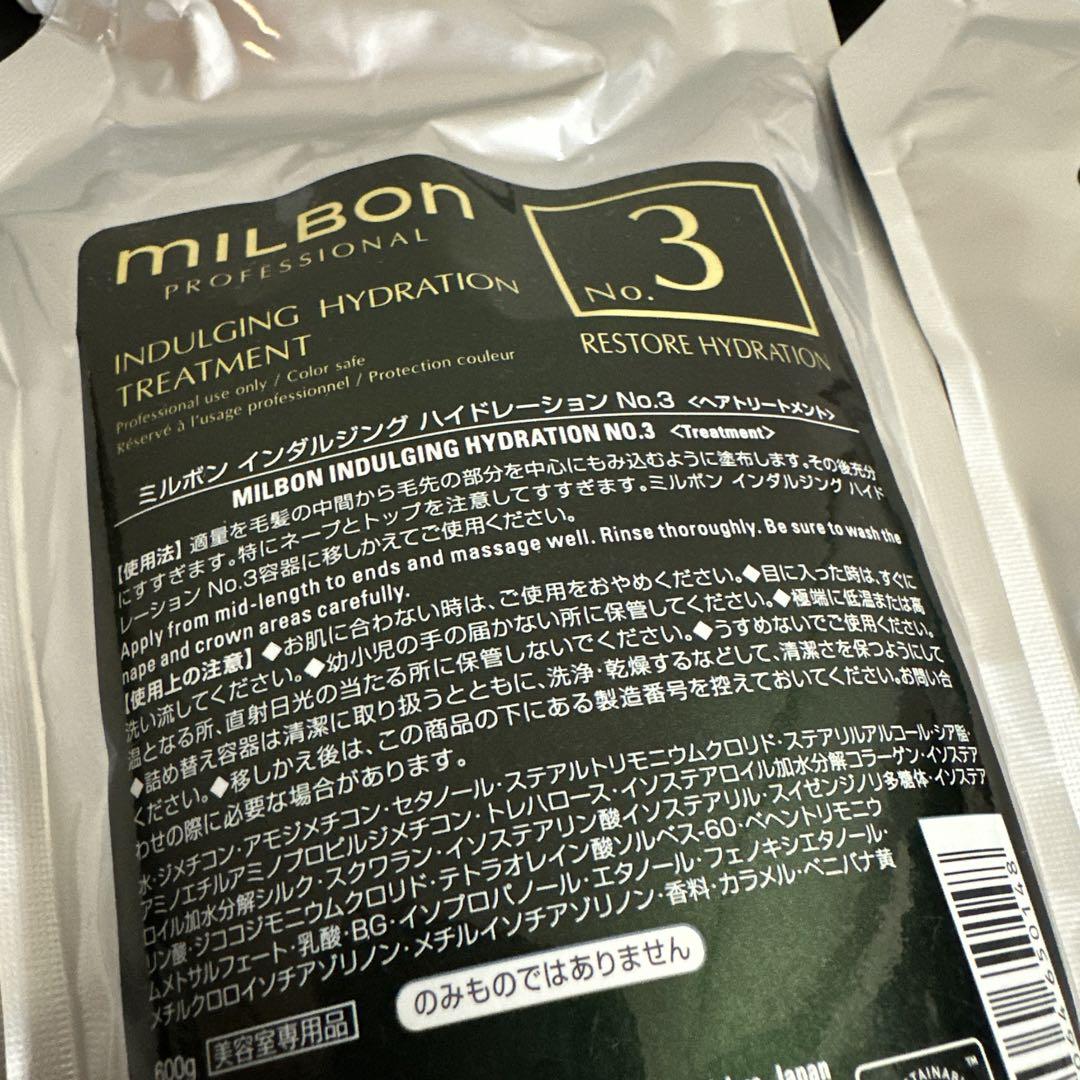 MILBON
PROFESSIONAL
INDULGING HYDRATION
TREATMENT
Professional use only / Color safe
Réservé à l'usage professionnel / Protection couleur
No. 3
RESTORE HYDRATION
ミルボン インダルジング ハイドレーション No.3 <ヘアトリートメント>
MILBON INDULGING HYDRATION NO.3 <Treatment>
【使用法】適量を毛髪の中間から毛先の部分を中心にもみ込むように塗布します。その後充分
にすすぎます。特にネープとトップを注意してすすぎます。ミルボン インダルジング ハイド
レーション No.3容器に移しかえてご使用ください。
Apply from mid-length to ends and massage well. Rinse thoroughly. Be sure to wash the
nape and crown areas carefully.
【使用上の注意】◆お肌に合わない時は、ご使用をおやめください。◆目に入った時は、すぐに
洗い流してください。◆幼小児の手の届かない所に保管してください。◆極端に低温または高
温となる所、直射日光の当たる所に保管しないでください。◆うすめないでご使用ください。
◆詰め替え容器は清潔に取り扱うとともに、洗浄・乾燥するなどして、清潔さを保つようにして
ください。◆移しかえ後は、この商品の下にある製造番号を控えておいてください。お問い合
わせの際に必要な場合があります。
水・ジメチコン・アモジメチコン・セタノール・ステアルトリモニウムクロリド・ステアリルアルコール・シア脂・
アミノエチルアミノプロピルジメチコン・トレハロース・イソステアロイル加水分解コラーゲン・イソステア
ロイル加水分解シルク・スクワラン・イソステアリン酸イソステアリル・スイゼンジノリ多糖体・イソステア
リン酸・ジココジモニウムクロリド・テトラオレイン酸ソルベス-60・ベヘントリモニウ
ムメトサルフェート・乳酸・BG・イソプロパノール・エタノール・フェノキシエタノール・
メチルクロロイソチアゾリノン・メチルイソチアゾリノン・香料・カラメル・ベニバナ黄
のみものではありません
600g 美容室専用品
Japan